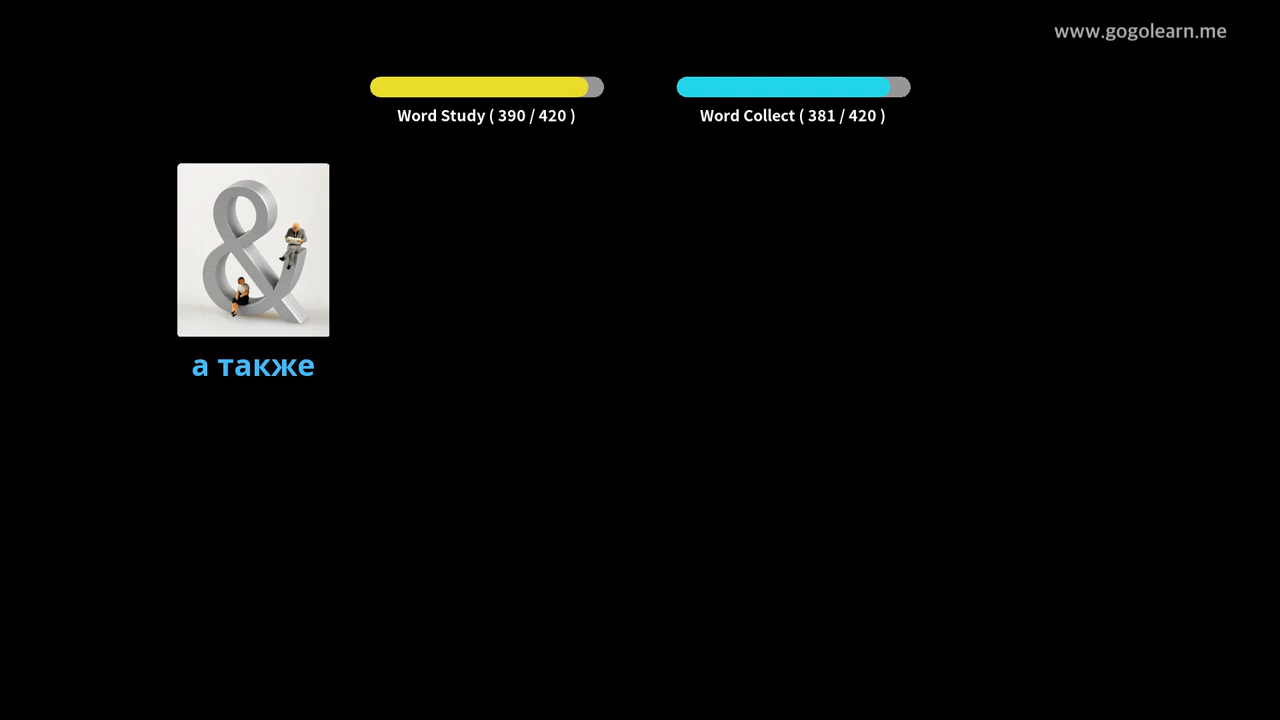 www.gogolearn.me
Word Study ( 390 / 420 )
Word Collect ( 381 / 420 )
&
а также